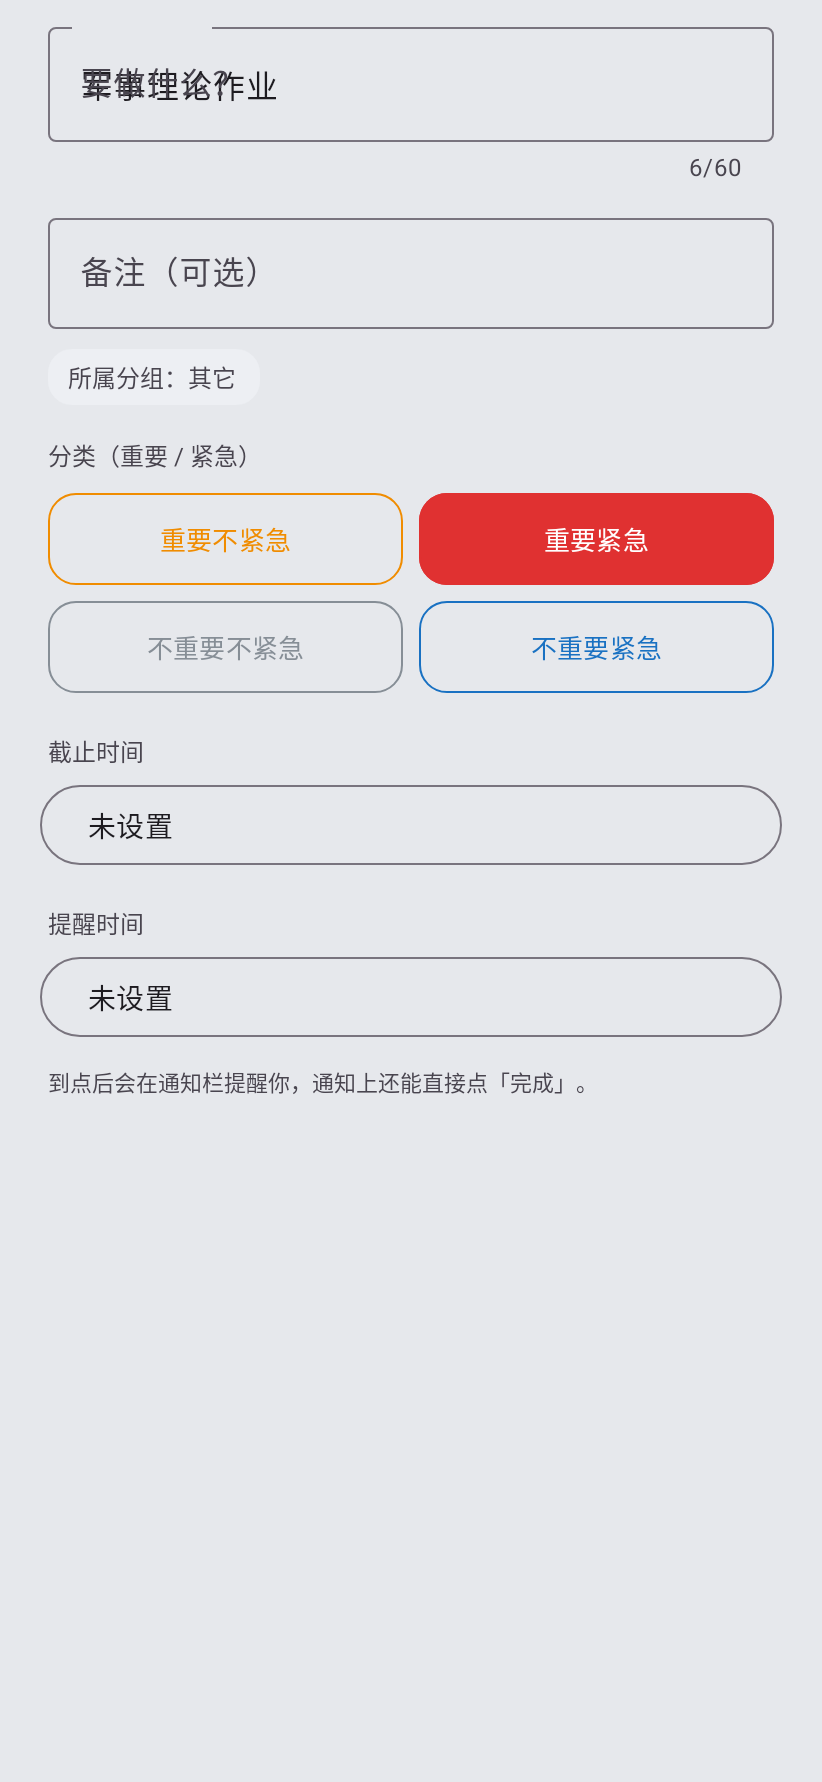 要做什么？
军事理论作业
6/60
备注（可选）
所属分组：其它
分类（重要 / 紧急）
重要不紧急
重要紧急
不重要不紧急
不重要紧急
截止时间
未设置
提醒时间
未设置
到点后会在通知栏提醒你，通知上还能直接点「完成」。